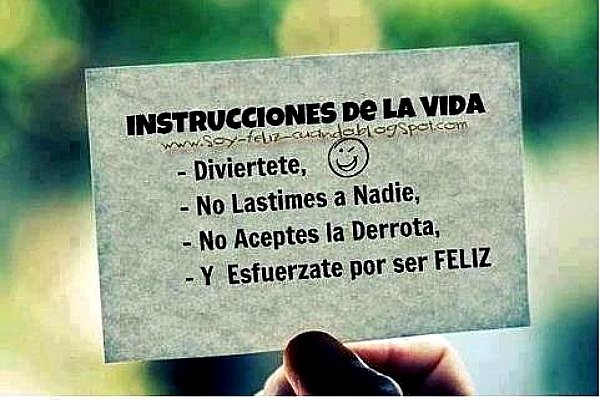 INSTRUCCIONES De LA VIDA
www.soy-feliz-cuando.blogspot.com
- Diviertete,
- No Lastimes a Nadie,
- No Aceptes la Derrota,
- Y Esfuerzate por ser FELIZ